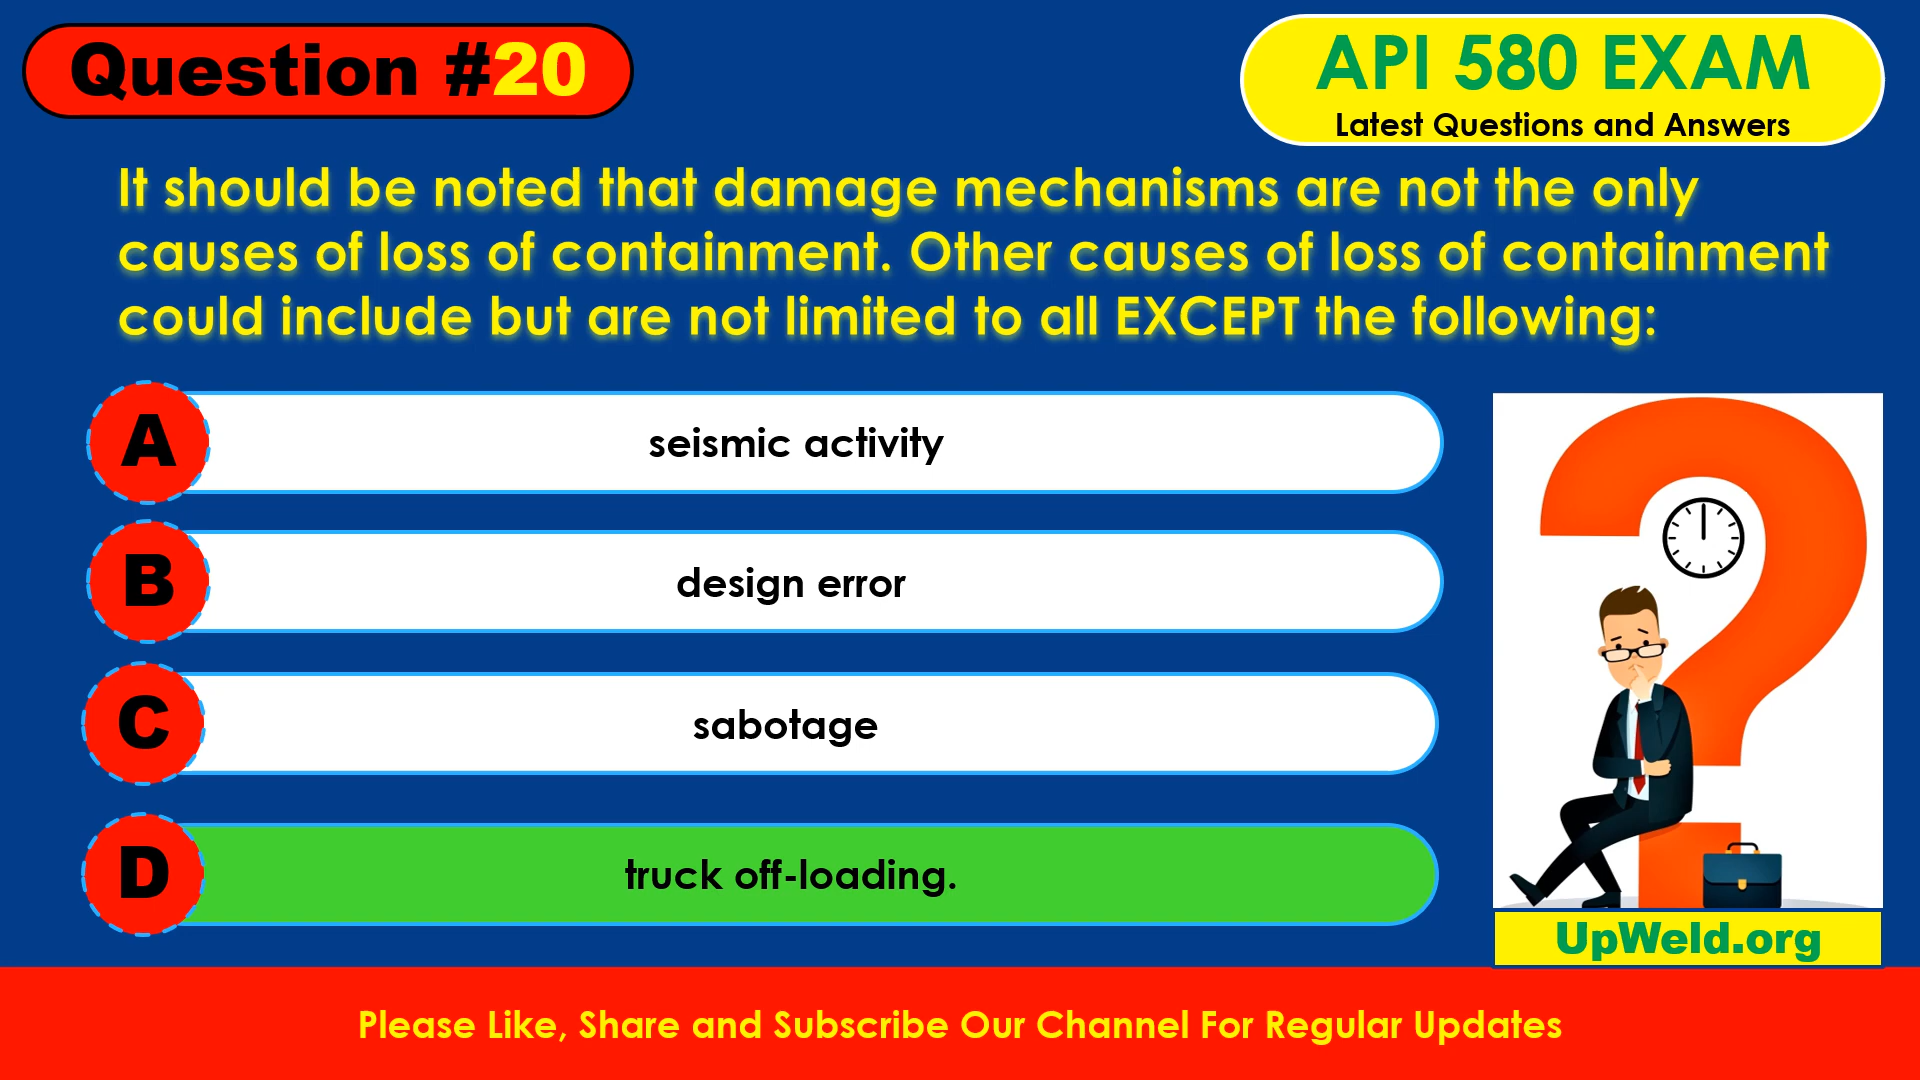 Question #20
API 580 EXAM
Latest Questions and Answers
It should be noted that damage mechanisms are not the only
causes of loss of containment. Other causes of loss of containment
could include but are not limited to all EXCEPT the following:
A
seismic activity
B
design error
C
sabotage
D
truck off-loading.
UpWeld.org
Please Like, Share and Subscribe Our Channel For Regular Updates